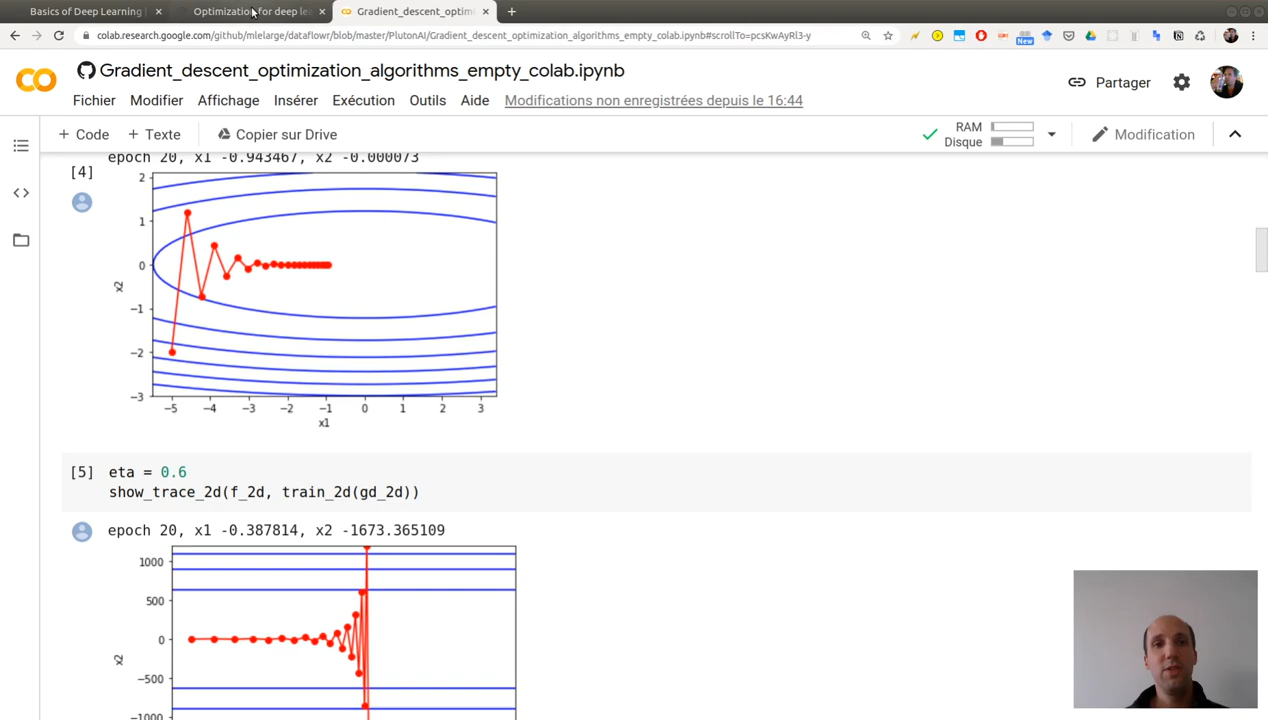 Basics of Deep Learning
Optimization for deep lea
Gradient_descent_optimi
colab.research.google.com/github/mlelarge/dataflowr/blob/master/PlutonAI/Gradient_descent_optimization_algorithms_empty_colab.ipynb#scrollTo=pcsKwAyRl3-y
New
Gradient_descent_optimization_algorithms_empty_colab.ipynb
Partager
Fichier Modifier Affichage Insérer Exécution Outils Aide Modifications non enregistrées depuis le 16:44
+ Code + Texte Copier sur Drive
RAM
Disque
Modification
epoch 20, x1 -0.943467, x2 -0.000073
[4]
2
1
0
−1
−2
−3
x2
−5 −4 −3 −2 −1 0 1 2 3
x1
[5] eta = 0.6
show_trace_2d(f_2d, train_2d(gd_2d))
epoch 20, x1 -0.387814, x2 -1673.365109
1000
500
0
−500
−1000
x2